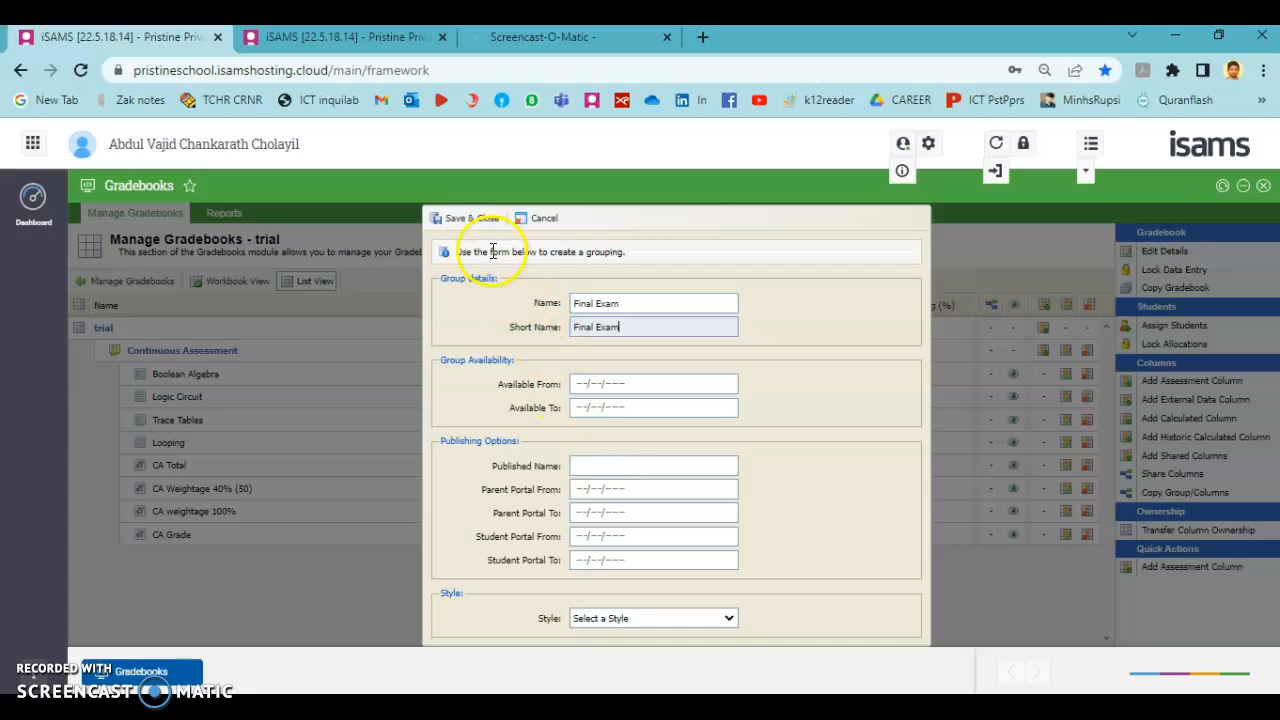 iSAMS [22.5.18.14] - Pristine Priv
iSAMS [22.5.18.14] - Pristine Priv
Screencast-O-Matic -
pristineschool.isamshosting.cloud/main/framework
New Tab
Zak notes
TCHR CRNR
ICT inquilab
In
k12reader
CAREER
ICT PstPprs
MinhsRupsi
Quranflash
Abdul Vajid Chankarath Cholayil
isams
Dashboard
Gradebooks
Manage Gradebooks
Reports
Manage Gradebooks - trial
This section of the Gradebooks module allows you to manage your Gradeb
Manage Gradebooks
Workbook View
List View
Name
g (%)
trial
Continuous Assessment
Boolean Algebra
Logic Circuit
Trace Tables
Looping
CA Total
CA Weightage 40% (50)
CA weightage 100%
CA Grade
Save & Close
Cancel
Use the form below to create a grouping.
Group details:
Name: Final Exam
Short Name: Final Exam
Group Availability:
Available From: --/--/---
Available To: --/--/---
Publishing Options:
Published Name:
Parent Portal From: --/--/---
Parent Portal To: --/--/---
Student Portal From: --/--/---
Student Portal To: --/--/---
Style:
Style: Select a Style
Gradebook
Edit Details
Lock Data Entry
Copy Gradebook
Students
Assign Students
Lock Allocations
Columns
Add Assessment Column
Add External Data Column
Add Calculated Column
Add Historic Calculated Column
Add Shared Columns
Share Columns
Copy Group/Columns
Ownership
Transfer Column Ownership
Quick Actions
Add Assessment Column
Gradebooks
RECORDED WITH
SCREENCAST MATIC